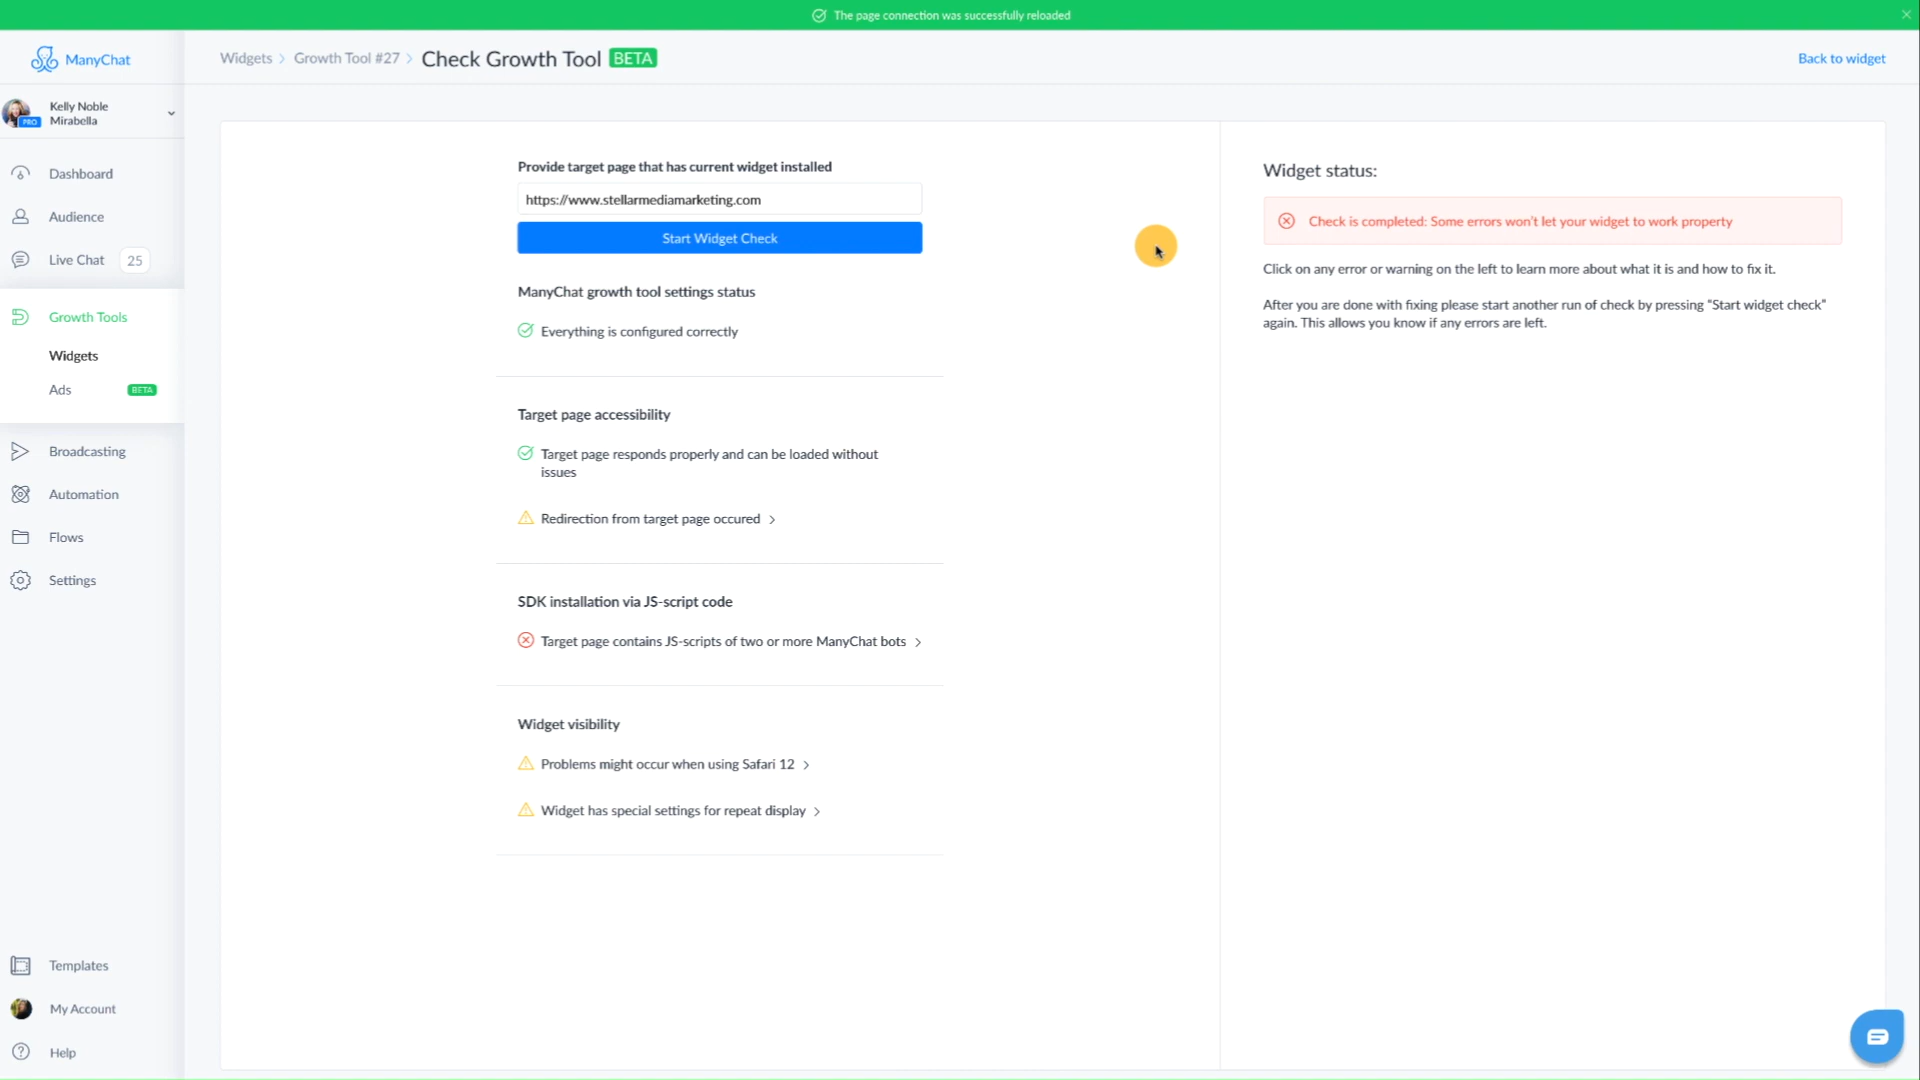 The page connection was successfully reloaded
ManyChat
Widgets > Growth Tool #27 > Check Growth Tool BETA
Back to widget
Kelly Noble
Mirabella
PRO
Dashboard
Audience
Live Chat 25
Growth Tools
Widgets
Ads BETA
Broadcasting
Automation
Flows
Settings
Templates
My Account
Help
Provide target page that has current widget installed
https://www.stellarmediamarketing.com
Start Widget Check
ManyChat growth tool settings status
Everything is configured correctly
Target page accessibility
Target page responds properly and can be loaded without
issues
Redirection from target page occured >
SDK installation via JS-script code
Target page contains JS-scripts of two or more ManyChat bots >
Widget visibility
Problems might occur when using Safari 12 >
Widget has special settings for repeat display >
Widget status:
Check is completed: Some errors won't let your widget to work property
Click on any error or warning on the left to learn more about what it is and how to fix it.
After you are done with fixing please start another run of check by pressing "Start widget check"
again. This allows you know if any errors are left.